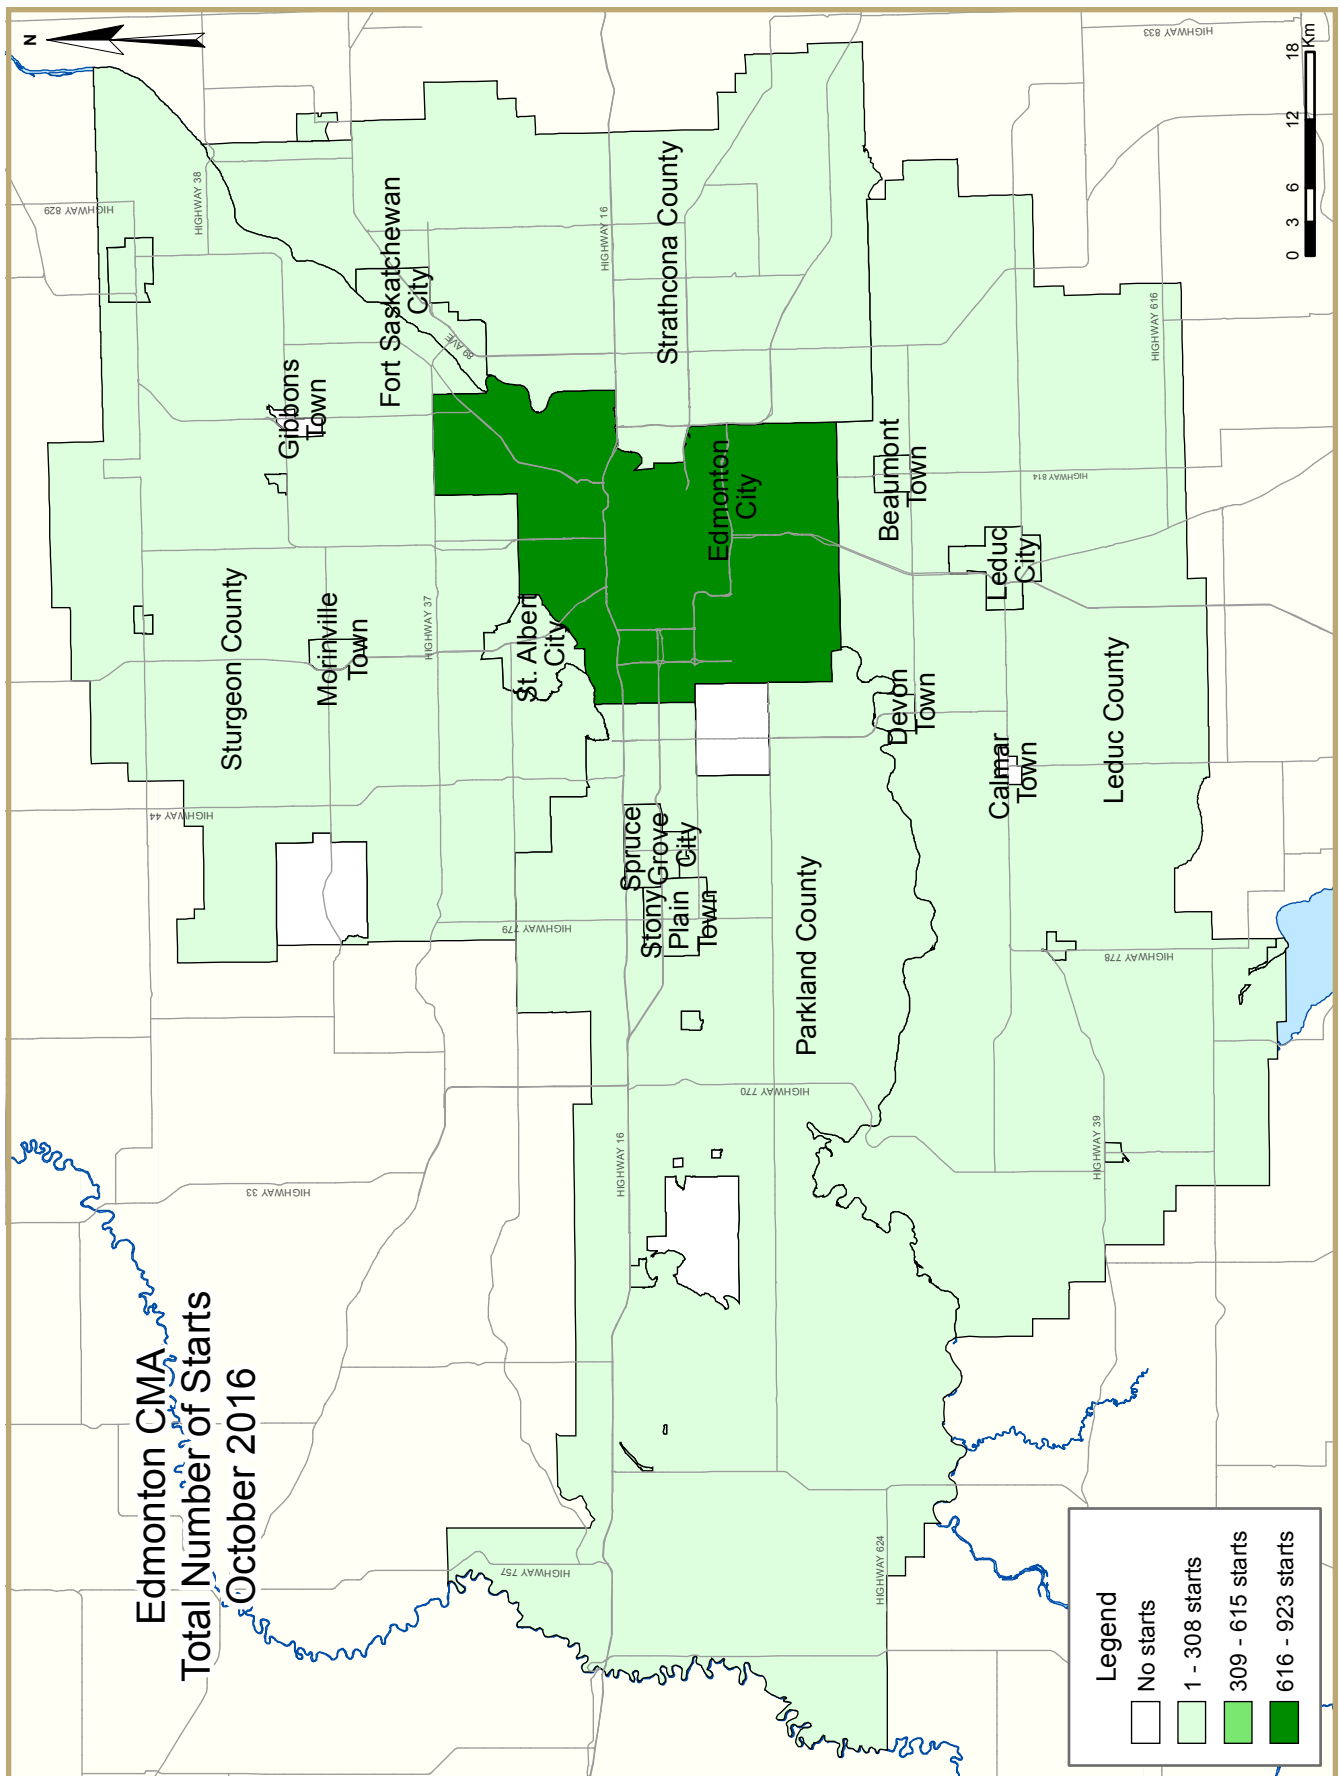 Edmonton CMA
Total Number of Starts
October 2016
N
HIGHWAY 829
HIGHWAY 38
HIGHWAY 833
HIGHWAY 44
HIGHWAY 33
Sturgeon County
Gibbons
Town
Morinville
Town
Fort Saskatchewan
City
89 AVE
HIGHWAY 37
St. Albert
City
HIGHWAY 779
HIGHWAY 757
HIGHWAY 16
HIGHWAY 16
Strathcona County
Edmonton
City
Spruce
Grove
City
Stony
Plain
Town
Parkland County
HIGHWAY 770
HIGHWAY 624
Beaumont
Town
Devon
Town
Leduc
City
Calmar
Town
HIGHWAY 814
Leduc County
HIGHWAY 616
HIGHWAY 778
HIGHWAY 39
Legend
No starts
1 - 308 starts
309 - 615 starts
616 - 923 starts
0 3 6 12 18
Km